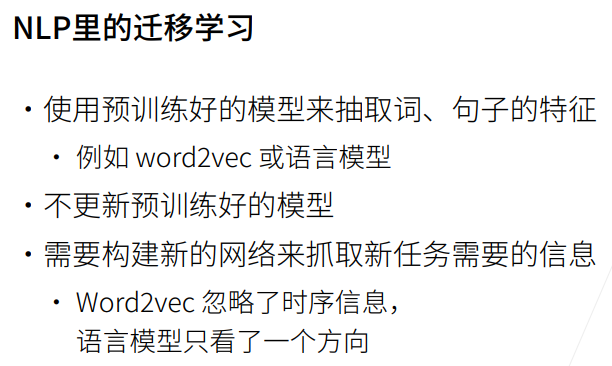 NLP里的迁移学习
• 使用预训练好的模型来抽取词、句子的特征
• 例如 word2vec 或语言模型
• 不更新预训练好的模型
• 需要构建新的网络来抓取新任务需要的信息
• Word2vec 忽略了时序信息，
语言模型只看了一个方向